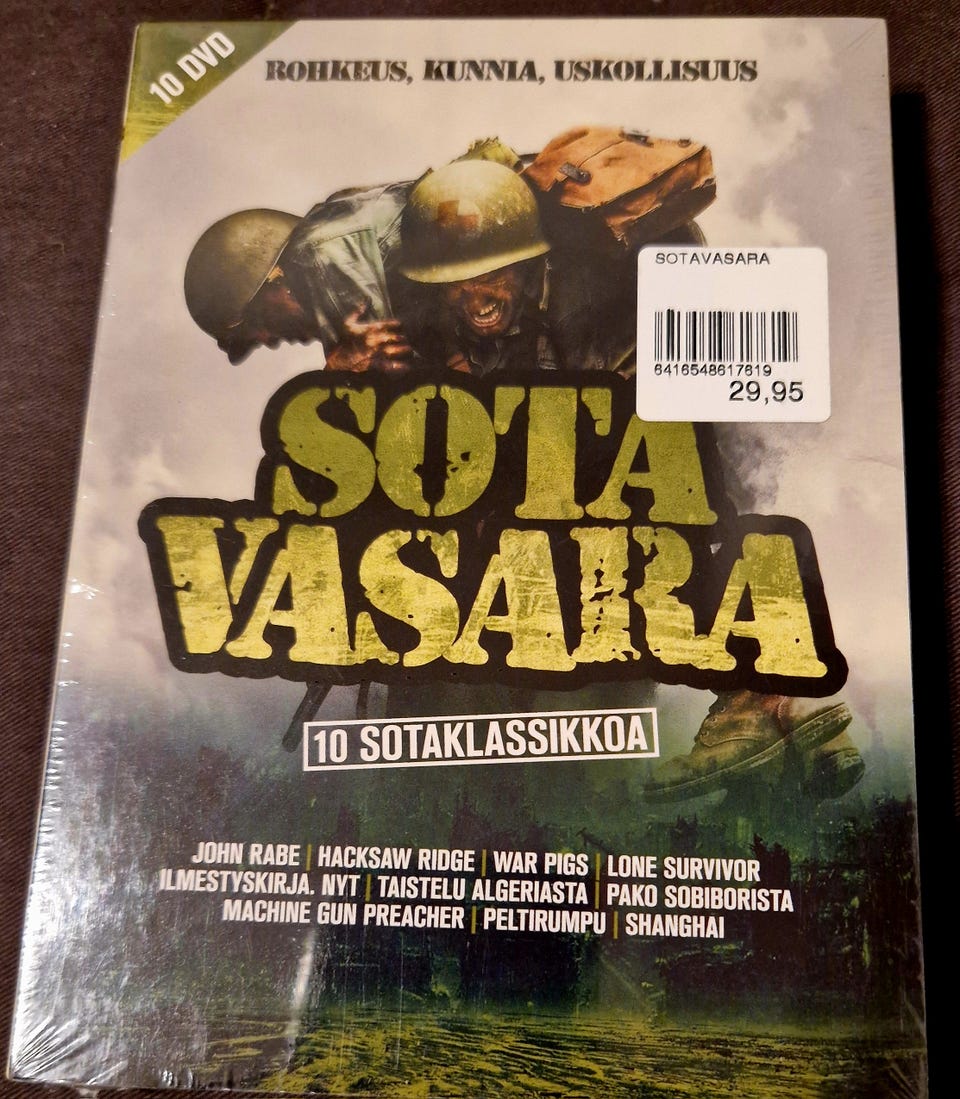 10 DVD
ROHKEUS, KUNNIA, USKOLLISUUS
SOTAVASARA
6416548617619
29,95
SOTA
VASARA
10 SOTAKLASSIKKOA
JOHN RABE | HACKSAW RIDGE | WAR PIGS | LONE SURVIVOR
ILMESTYSKIRJA. NYT | TAISTELU ALGERIASTA | PAKO SOBIBORISTA
MACHINE GUN PREACHER | PELTIRUMPU | SHANGHAI